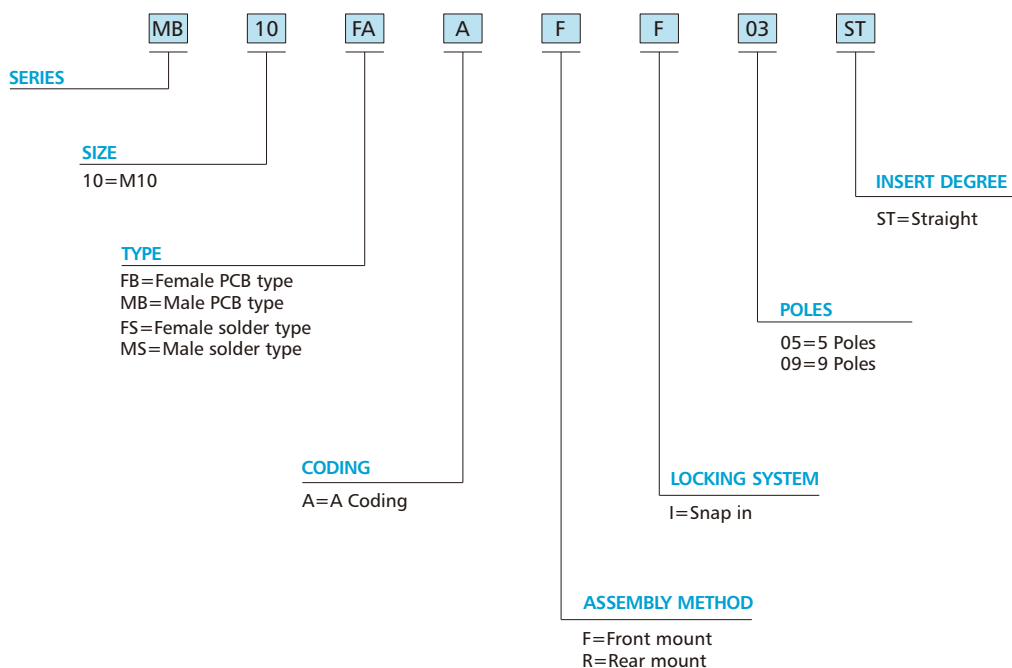 MB 10 FA A F F 03 ST
SERIES
SIZE
10=M10
INSERT DEGREE
ST=Straight
TYPE
FB=Female PCB type
MB=Male PCB type
FS=Female solder type
MS=Male solder type
POLES
05=5 Poles
09=9 Poles
CODING
A=A Coding
LOCKING SYSTEM
I=Snap in
ASSEMBLY METHOD
F=Front mount
R=Rear mount